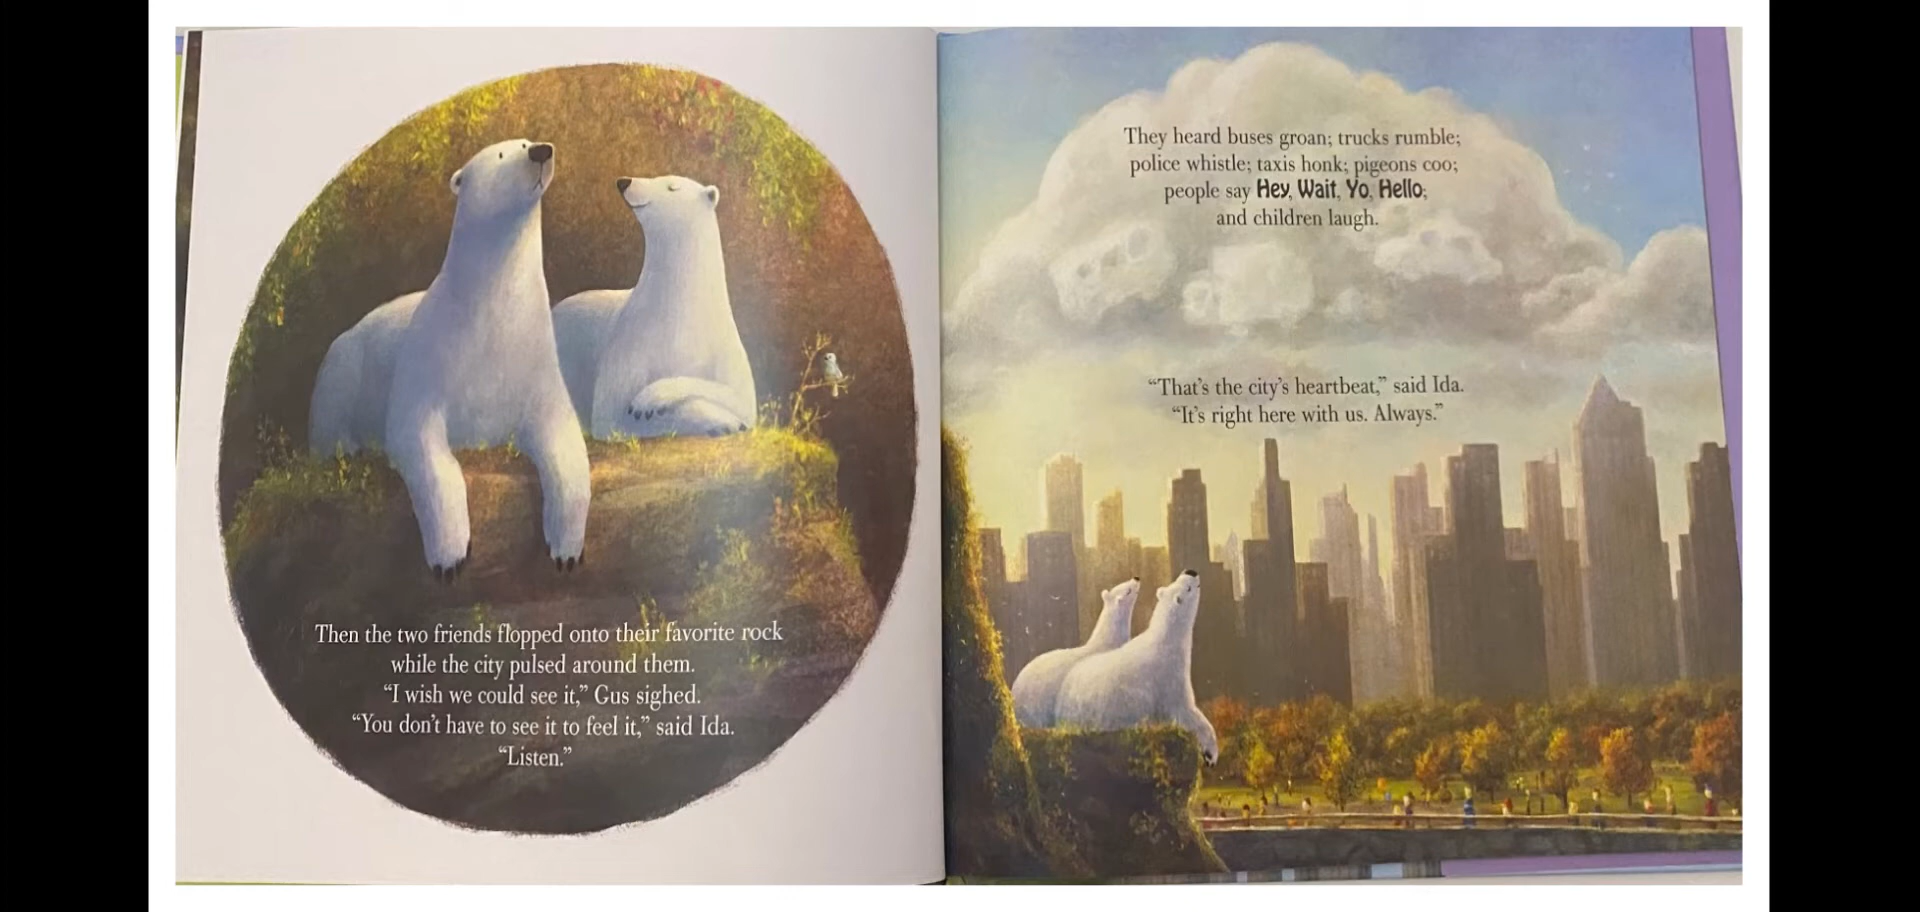 Then the two friends flopped onto their favorite rock
while the city pulsed around them.
“I wish we could see it,” Gus sighed.
“You don’t have to see it to feel it,” said Ida.
“Listen.”
They heard buses groan; trucks rumble;
police whistle; taxis honk; pigeons coo;
people say Hey, Wait, Yo, Hello;
and children laugh.
“That’s the city’s heartbeat,” said Ida.
“It’s right here with us. Always.”